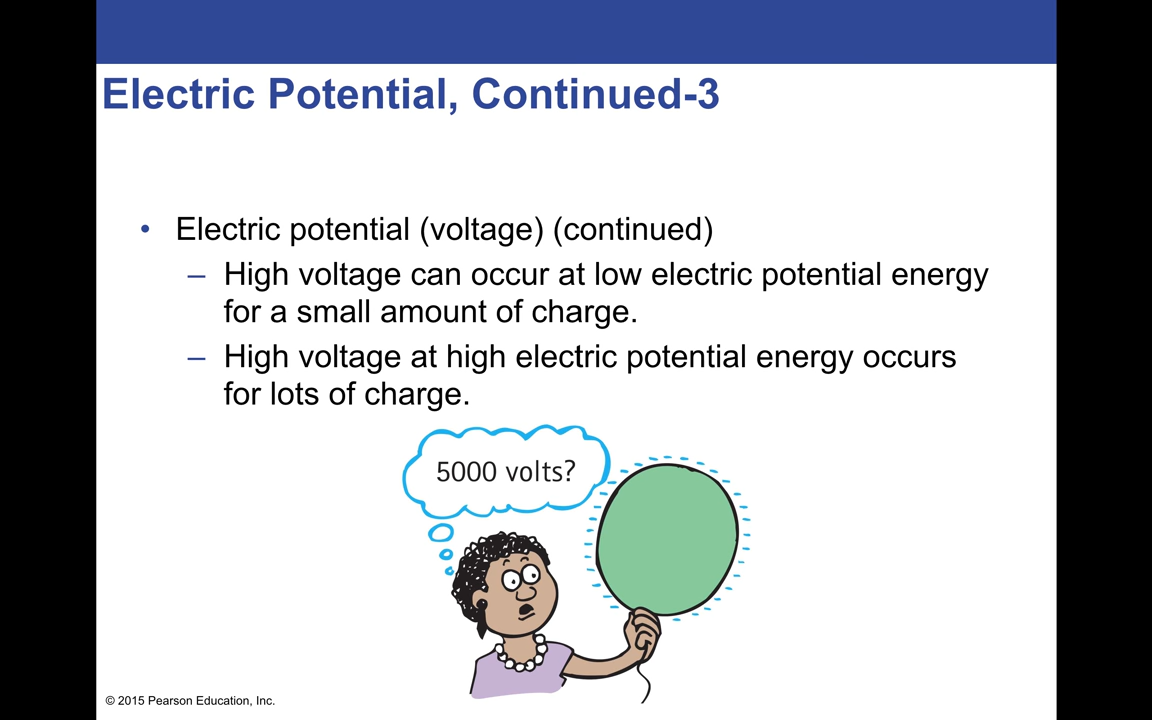 Electric Potential, Continued-3
• Electric potential (voltage) (continued)
– High voltage can occur at low electric potential energy
for a small amount of charge.
– High voltage at high electric potential energy occurs
for lots of charge.
5000 volts?
© 2015 Pearson Education, Inc.